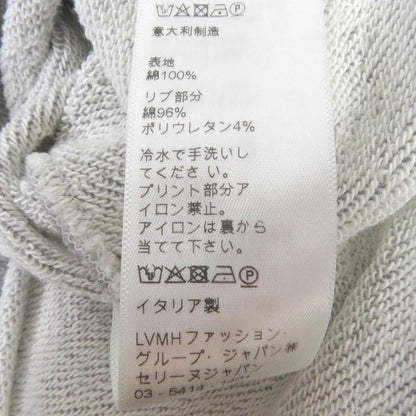 意大利制造
表地
綿100%
リブ部分
綿96%
ポリウレタン4%
冷水で手洗いし
てください。
プリント部分ア
イロン禁止。
アイロンは裏から
当てて下さい。
イタリア製
LVMHファッション・
グループ・ジャパン㈱
セリーヌジャパン
03 - 5414